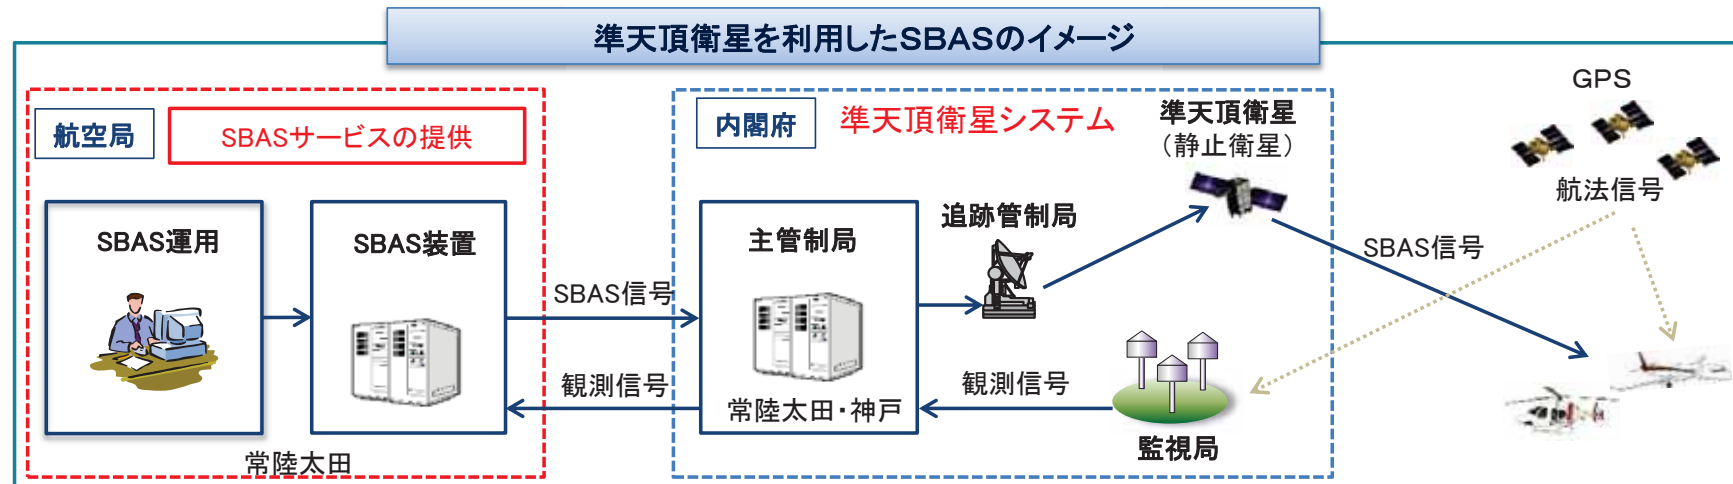 準天頂衛星を利用したSBASのイメージ
航空局
SBASサービスの提供
SBAS運用
SBAS装置
常陸太田
SBAS信号
観測信号
内閣府
準天頂衛星システム
主管制局
常陸太田・神戸
追跡管制局
観測信号
監視局
準天頂衛星
（静止衛星）
SBAS信号
GPS
航法信号